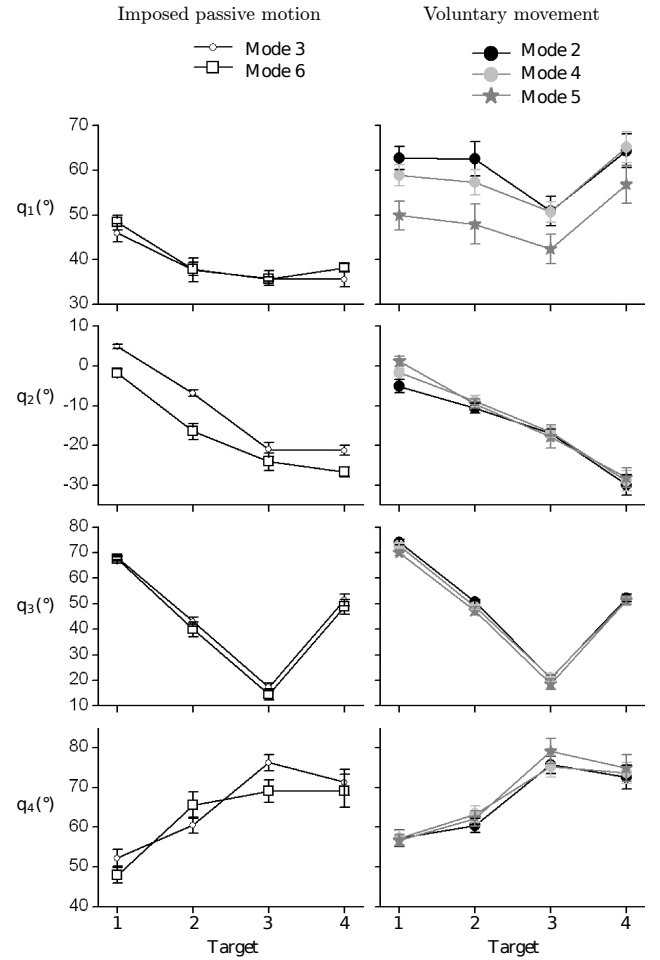 Imposed passive motion
Voluntary movement
Mode 3
Mode 6
Mode 2
Mode 4
Mode 5
70
60
50
40
30
q1(°)
10
0
-10
-20
-30
q2(°)
80
70
60
50
40
30
20
10
q3(°)
80
70
60
50
40
q4(°)
1 2 3 4
Target
1 2 3 4
Target